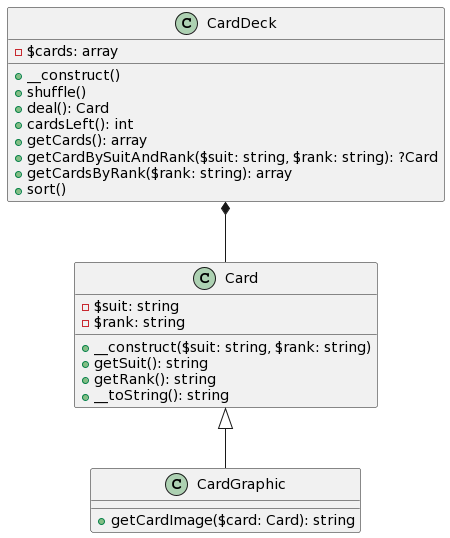 C CardDeck
$cards: array
__construct()
shuffle()
deal(): Card
cardsLeft(): int
getCards(): array
getCardBySuitAndRank($suit: string, $rank: string): ?Card
getCardsByRank($rank: string): array
sort()
C Card
$suit: string
$rank: string
__construct($suit: string, $rank: string)
getSuit(): string
getRank(): string
__toString(): string
C CardGraphic
getCardImage($card: Card): string